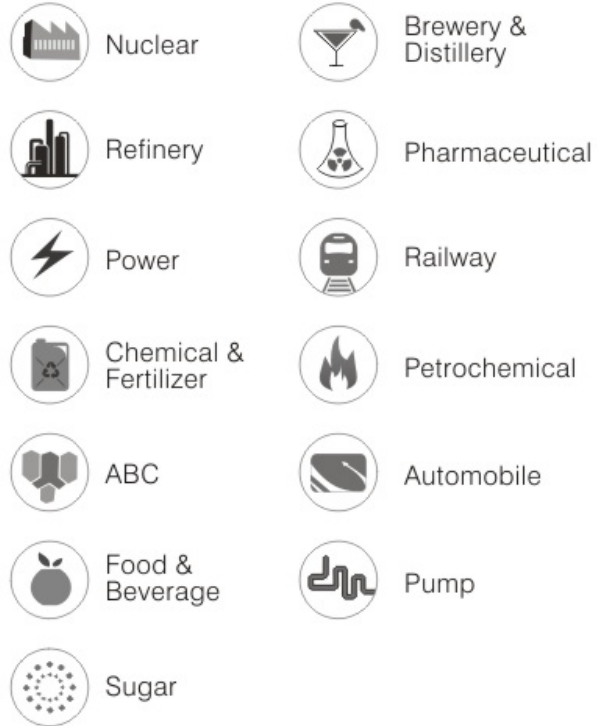 Nuclear
Refinery
Power
Chemical &
Fertilizer
ABC
Food &
Beverage
Sugar
Brewery &
Distillery
Pharmaceutical
Railway
Petrochemical
Automobile
Pump